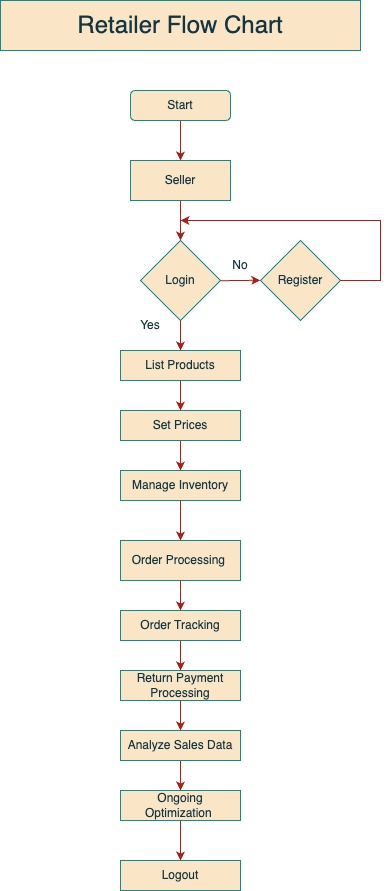 Retailer Flow Chart
Start
Seller
Login
No
Register
Yes
List Products
Set Prices
Manage Inventory
Order Processing
Order Tracking
Return Payment
Processing
Analyze Sales Data
Ongoing
Optimization
Logout